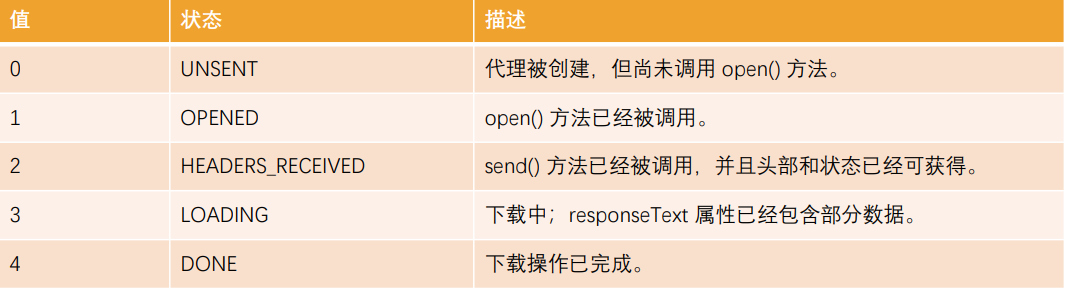 值 状态 描述
0 UNSENT 代理被创建，但尚未调用 open() 方法。
1 OPENED open() 方法已经被调用。
2 HEADERS_RECEIVED send() 方法已经被调用，并且头部和状态已经可获得。
3 LOADING 下载中；responseText 属性已经包含部分数据。
4 DONE 下载操作已完成。